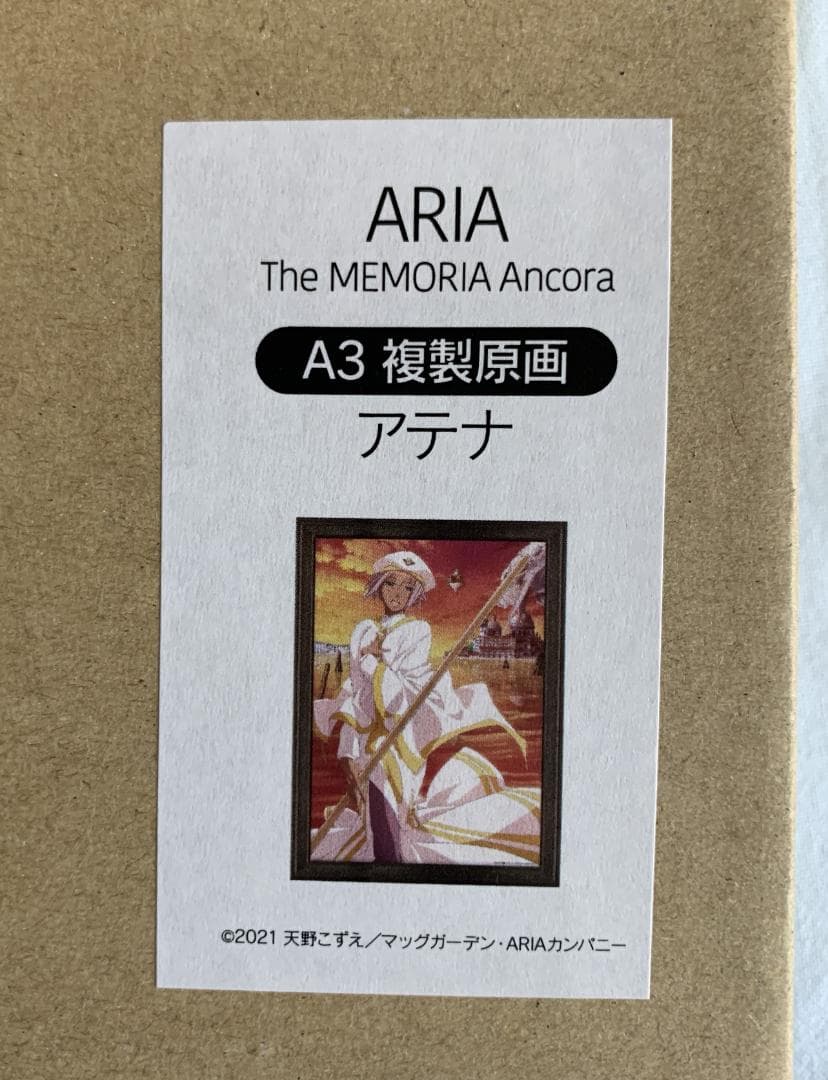 ARIA
The MEMORIA Ancora
A3 複製原画
アテナ
©2021 天野こずえ／マッグガーデン・ARIAカンパニー